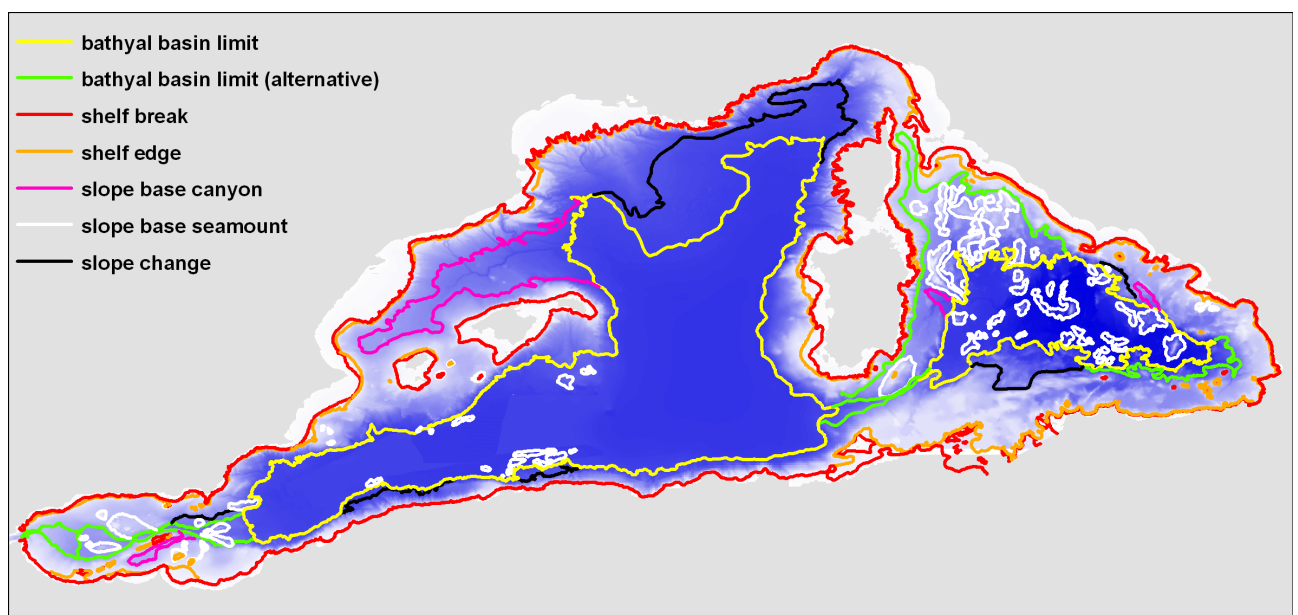 bathyal basin limit
bathyal basin limit (alternative)
shelf break
shelf edge
slope base canyon
slope base seamount
slope change